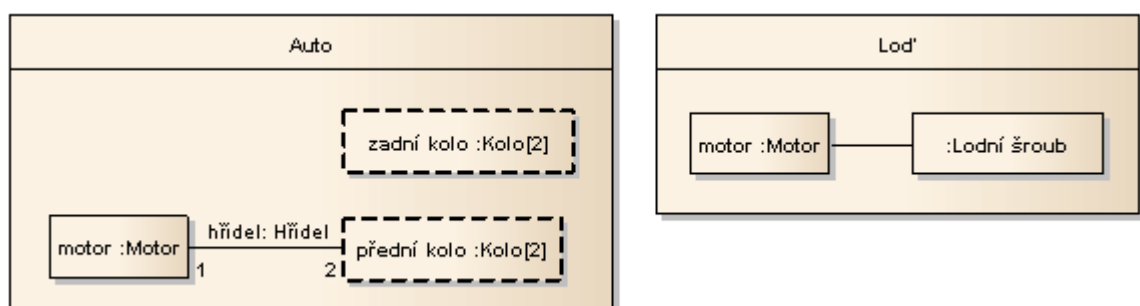 Auto
zadní kolo :Kolo[2]
motor :Motor
hřídel: Hřídel
1
2
přední kolo :Kolo[2]
Loď
motor :Motor
:Lodní šroub